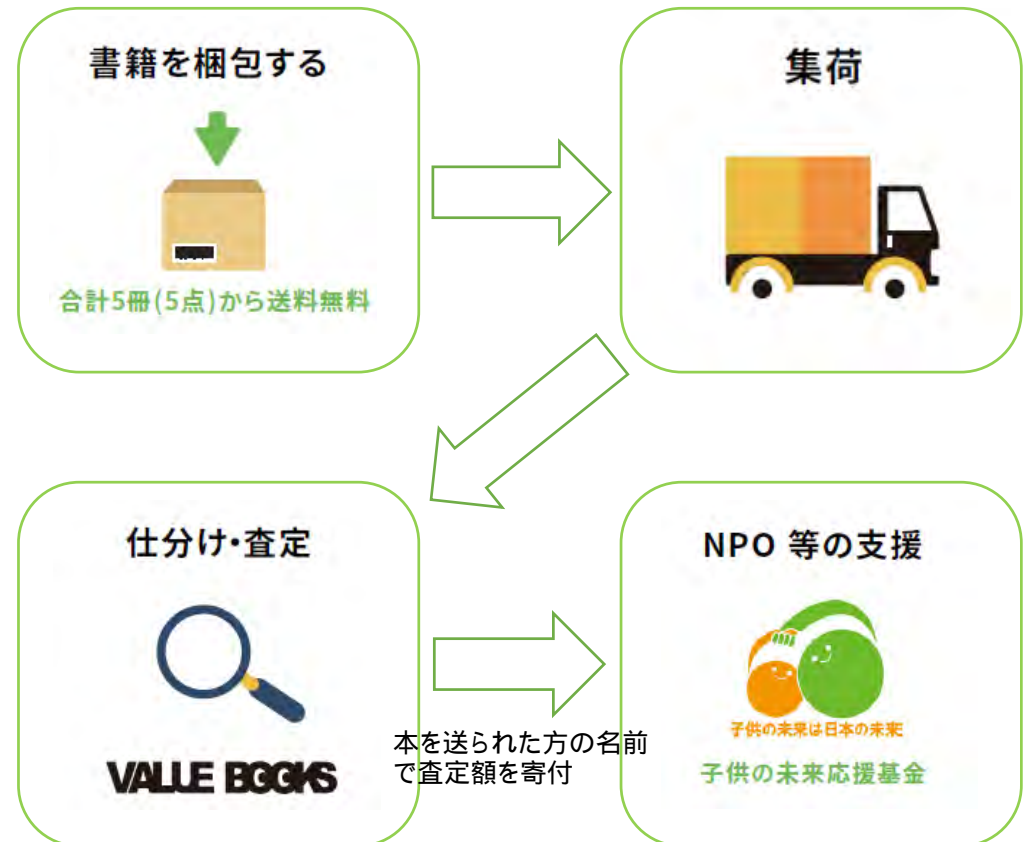 書籍を梱包する
合計5冊(5点)から送料無料
集荷
仕分け・査定
VALUE BOOKS
本を送られた方の名前
で査定額を寄付
NPO 等の支援
子供の未来は日本の未来
子供の未来応援基金